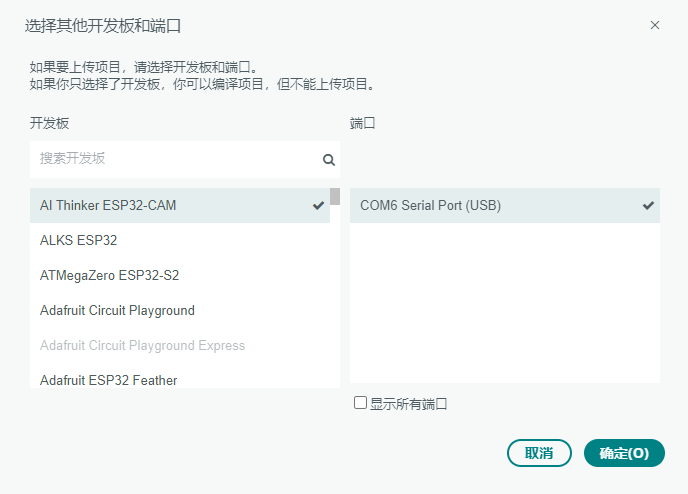 选择其他开发板和端口
如果要上传项目，请选择开发板和端口。
如果你只选择了开发板，你可以编译项目，但不能上传项目。
开发板
端口
搜索开发坂
AI Thinker ESP32-CAM
COM6 Serial Port (USB)
ALKS ESP32
ATMegaZero ESP32-S2
Adafruit Circuit Playground
Adafruit Circuit Playground Express
Adafruit ESP32 Feather
显示所有端口
取消
确定(O)